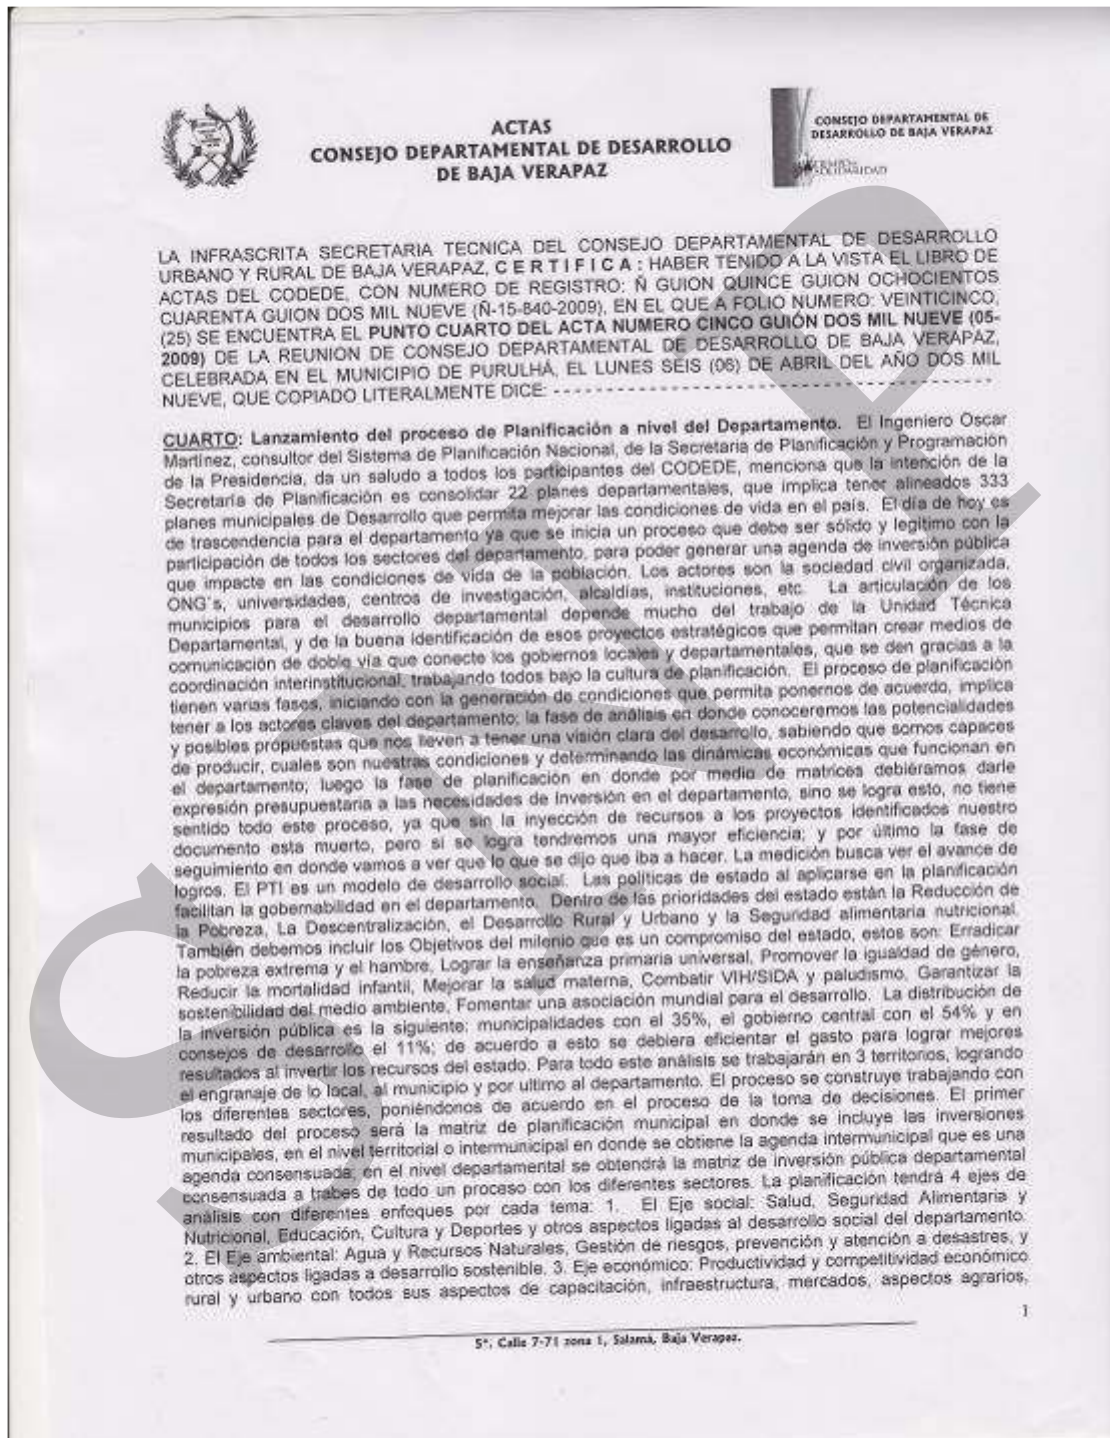 ACTAS
CONSEJO DEPARTAMENTAL DE DESARROLLO
DE BAJA VERAPAZ
CONSEJO DEPARTAMENTAL DE
DESARROLLO DE BAJA VERAPAZ
TIEMPO DE
SOLIDARIDAD
LA INFRASCRITA SECRETARIA TECNICA DEL CONSEJO DEPARTAMENTAL DE DESARROLLO
URBANO Y RURAL DE BAJA VERAPAZ, C E R T I F I C A : HABER TENIDO A LA VISTA EL LIBRO DE
ACTAS DEL CODEDE, CON NUMERO DE REGISTRO: Ñ GUION QUINCE GUION OCHOCIENTOS
CUARENTA GUION DOS MIL NUEVE (Ñ-15-840-2009), EN EL QUE A FOLIO NUMERO: VEINTICINCO,
(25) SE ENCUENTRA EL PUNTO CUARTO DEL ACTA NUMERO CINCO GUIÓN DOS MIL NUEVE (05-
2009) DE LA REUNION DE CONSEJO DEPARTAMENTAL DE DESARROLLO DE BAJA VERAPAZ,
CELEBRADA EN EL MUNICIPIO DE PURULHÁ, EL LUNES SEIS (06) DE ABRIL DEL AÑO DOS MIL
NUEVE, QUE COPIADO LITERALMENTE DICE: - - - - - - - - - - - - - - - - - - - - - - - - - - - - - - - - - - - - - - - -
CUARTO: Lanzamiento del proceso de Planificación a nivel del Departamento. El Ingeniero Oscar
Martínez, consultor del Sistema de Planificación Nacional, de la Secretaria de Planificación y Programación
de la Presidencia, da un saludo a todos los participantes del CODEDE, menciona que la intención de la
Secretaría de Planificación es consolidar 22 planes departamentales, que implica tener alineados 333
planes municipales de Desarrollo que permita mejorar las condiciones de vida en el país. El día de hoy es
de trascendencia para el departamento ya que se inicia un proceso que debe ser sólido y legitimo con la
participación de todos los sectores del departamento, para poder generar una agenda de inversión pública
que impacte en las condiciones de vida de la población. Los actores son la sociedad civil organizada,
ONG's, universidades, centros de investigación, alcaldías, instituciones, etc. La articulación de los
municipios para el desarrollo departamental depende mucho del trabajo de la Unidad Técnica
Departamental, y de la buena identificación de esos proyectos estratégicos que permitan crear medios de
comunicación de doble vía que conecte los gobiernos locales y departamentales, que se den gracias a la
coordinación interinstitucional, trabajando todos bajo la cultura de planificación. El proceso de planificación
tienen varias fases, iniciando con la generación de condiciones que permita ponernos de acuerdo, implica
tener a los actores claves del departamento; la fase de análisis en donde conoceremos las potencialidades
y posibles propuestas que nos lleven a tener una visión clara del desarrollo, sabiendo que somos capaces
de producir, cuales son nuestras condiciones y determinando las dinámicas económicas que funcionan en
el departamento; luego la fase de planificación en donde por medio de matrices debiéramos darle
expresión presupuestaria a las necesidades de inversión en el departamento, sino se logra esto, no tiene
sentido todo este proceso, ya que sin la inyección de recursos a los proyectos identificados nuestro
documento esta muerto, pero si se logra tendremos una mayor eficiencia; y por último la fase de
seguimiento en donde vamos a ver que lo que se dijo que iba a hacer. La medición busca ver el avance de
logros. El PTI es un modelo de desarrollo social. Las políticas de estado al aplicarse en la planificación
facilitan la gobernabilidad en el departamento. Dentro de las prioridades del estado están la Reducción de
la Pobreza, La Descentralización, el Desarrollo Rural y Urbano y la Seguridad alimentaria nutricional.
También debemos incluir los Objetivos del milenio que es un compromiso del estado, estos son: Erradicar
la pobreza extrema y el hambre, Lograr la enseñanza primaria universal, Promover la igualdad de género,
Reducir la mortalidad infantil, Mejorar la salud materna, Combatir VIH/SIDA y paludismo, Garantizar la
sostenibilidad del medio ambiente, Fomentar una asociación mundial para el desarrollo. La distribución de
la inversión pública es la siguiente: municipalidades con el 35%, el gobierno central con el 54% y en
consejos de desarrollo el 11%; de acuerdo a esto se debiera eficientar el gasto para lograr mejores
resultados al invertir los recursos del estado. Para todo este análisis se trabajarán en 3 territorios, logrando
el engranaje de lo local, al municipio y por ultimo al departamento. El proceso se construye trabajando con
los diferentes sectores, poniéndonos de acuerdo en el proceso de la toma de decisiones. El primer
resultado del proceso será la matriz de planificación municipal en donde se incluye las inversiones
municipales, en el nivel territorial o intermunicipal en donde se obtiene la agenda intermunicipal que es una
agenda consensuada; en el nivel departamental se obtendrá la matriz de inversión pública departamental
consensuada a trabes de todo un proceso con los diferentes sectores. La planificación tendrá 4 ejes de
análisis con diferentes enfoques por cada tema: 1. El Eje social: Salud, Seguridad Alimentaria y
Nutricional, Educación, Cultura y Deportes y otros aspectos ligadas al desarrollo social del departamento.
2. El Eje ambiental: Agua y Recursos Naturales, Gestión de riesgos, prevención y atención a desastres, y
otros aspectos ligadas a desarrollo sostenible. 3. Eje económico: Productividad y competitividad económico
rural y urbano con todos sus aspectos de capacitación, infraestructura, mercados, aspectos agrarios,
1
5ª. Calle 7-71 zona 1, Salamá, Baja Verapaz.